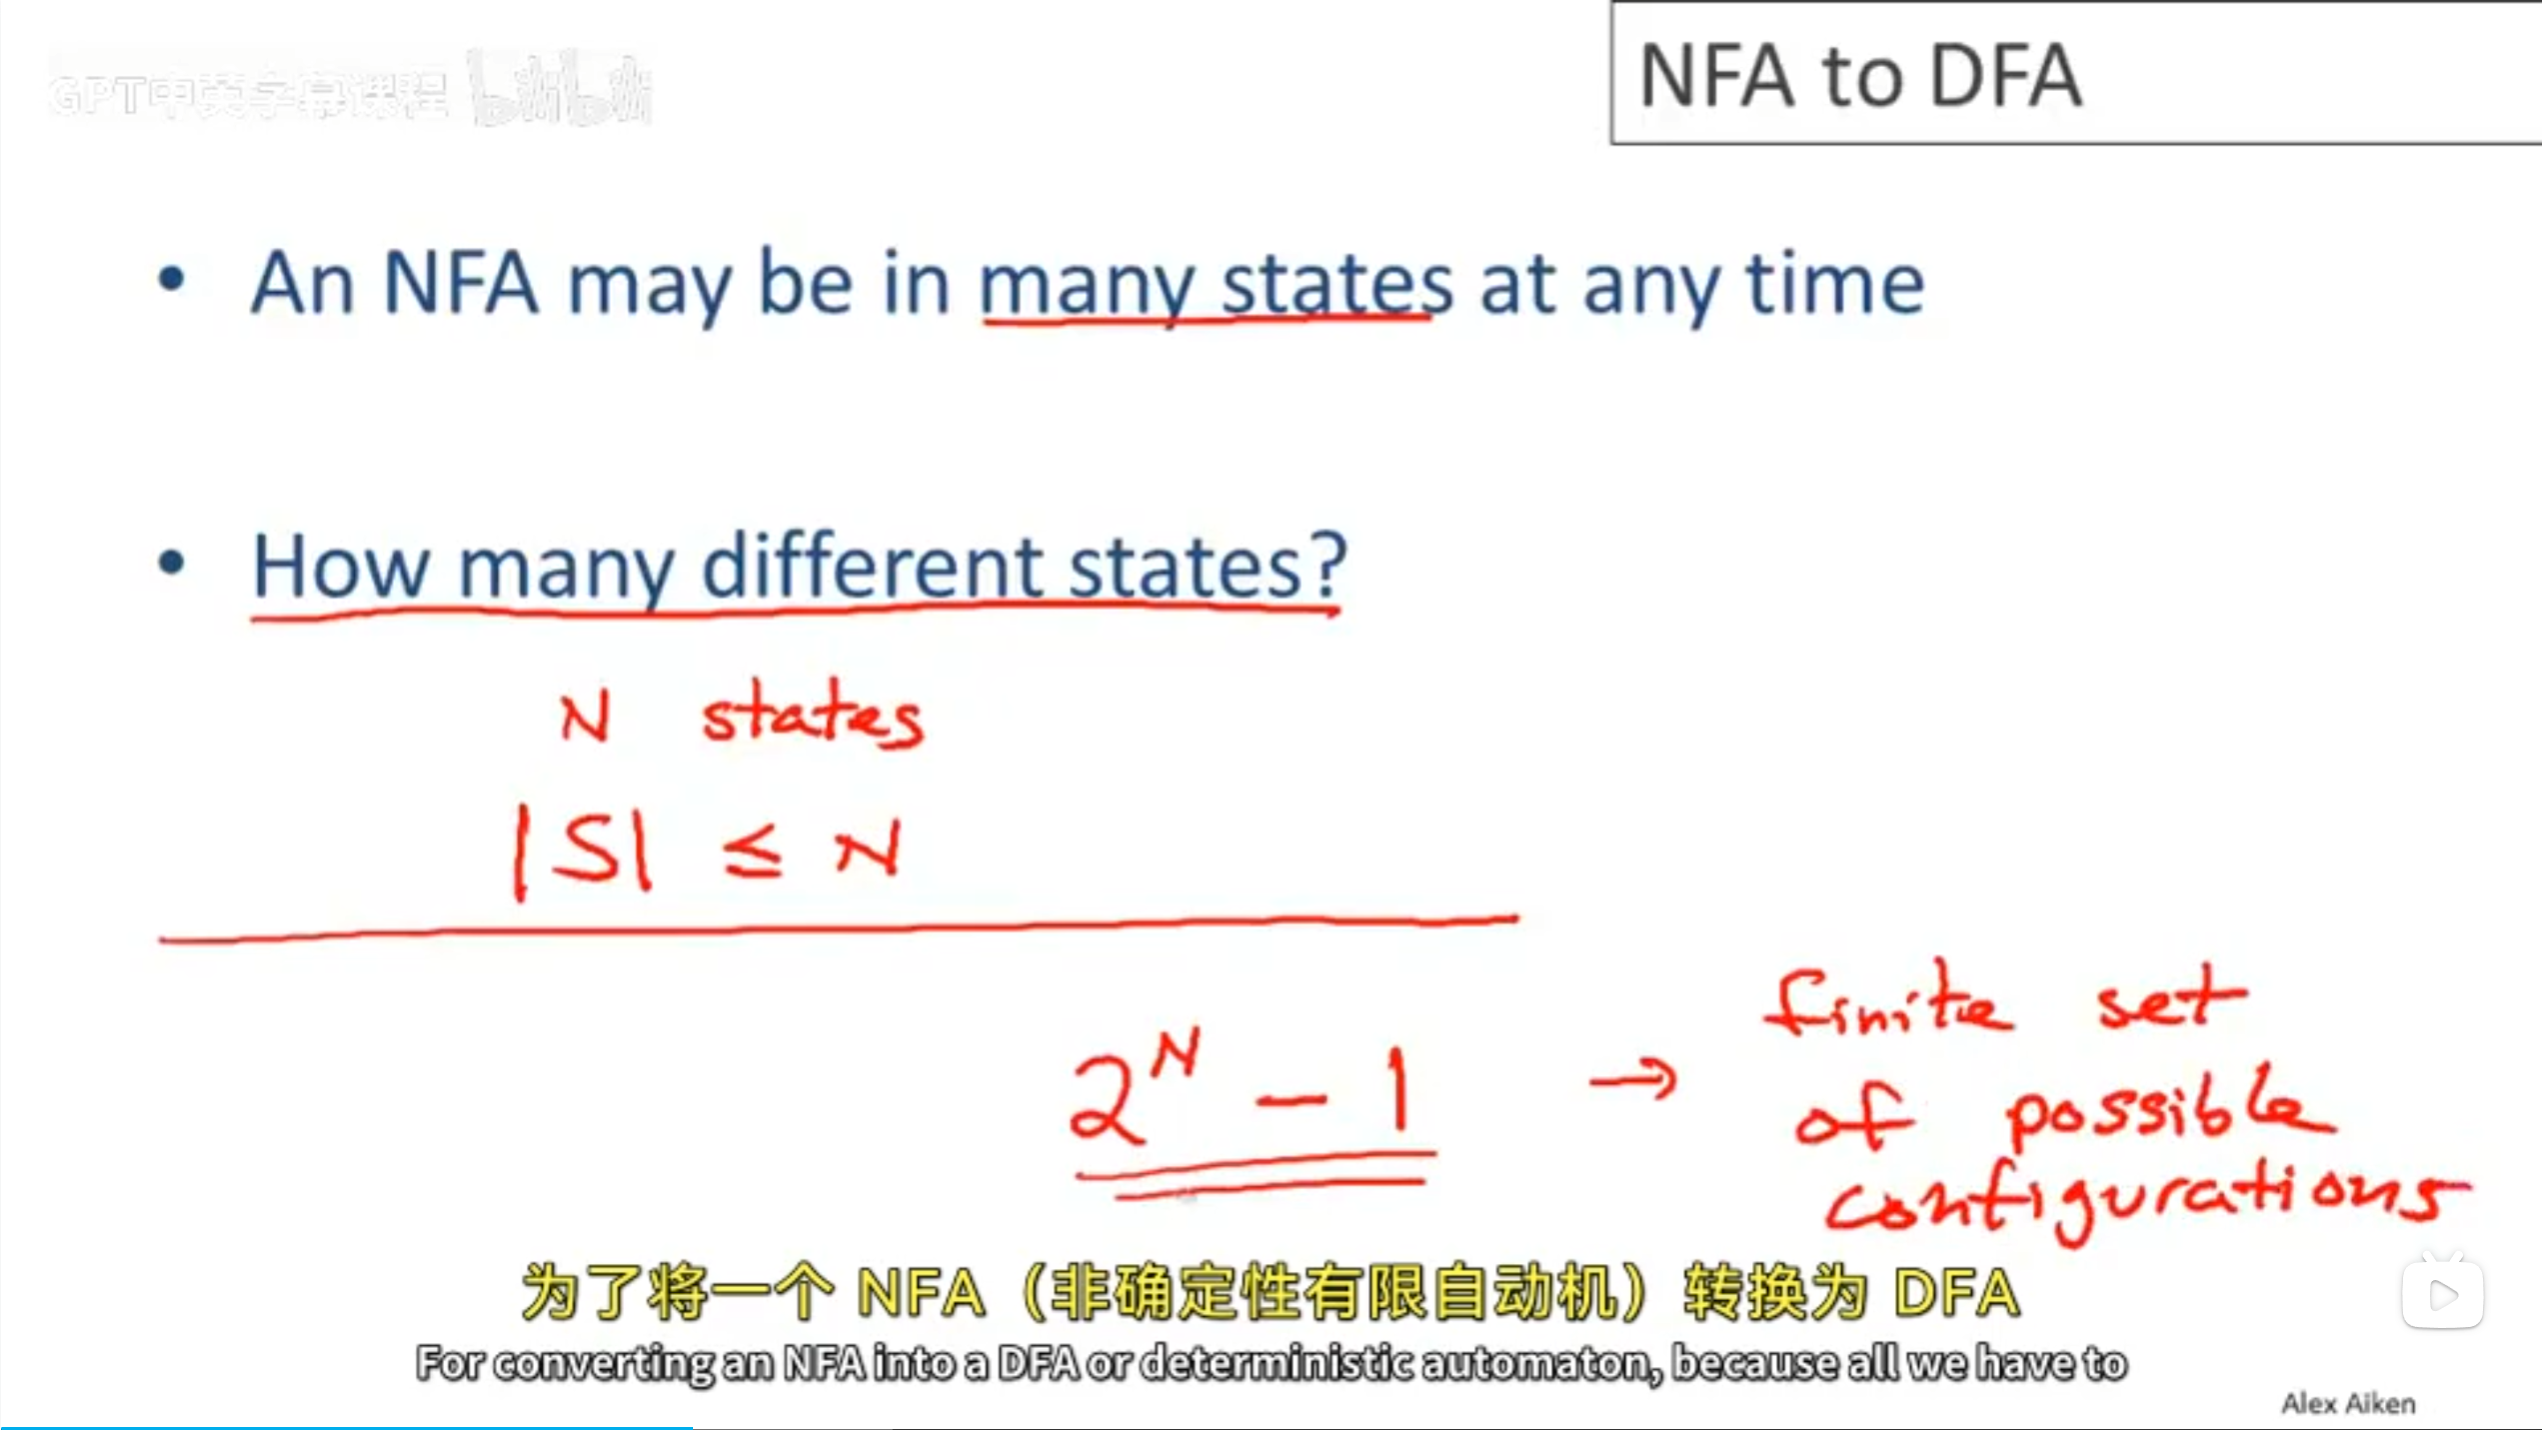 GPT中英字幕课程 bilibili
NFA to DFA
• An NFA may be in many states at any time
• How many different states?
N states
|S| ≤ N
2^N - 1 → finite set
of possible
configurations
为了将一个 NFA（非确定性有限自动机）转换为 DFA
For converting an NFA into a DFA or deterministic automaton, because all we have to
Alex Aiken